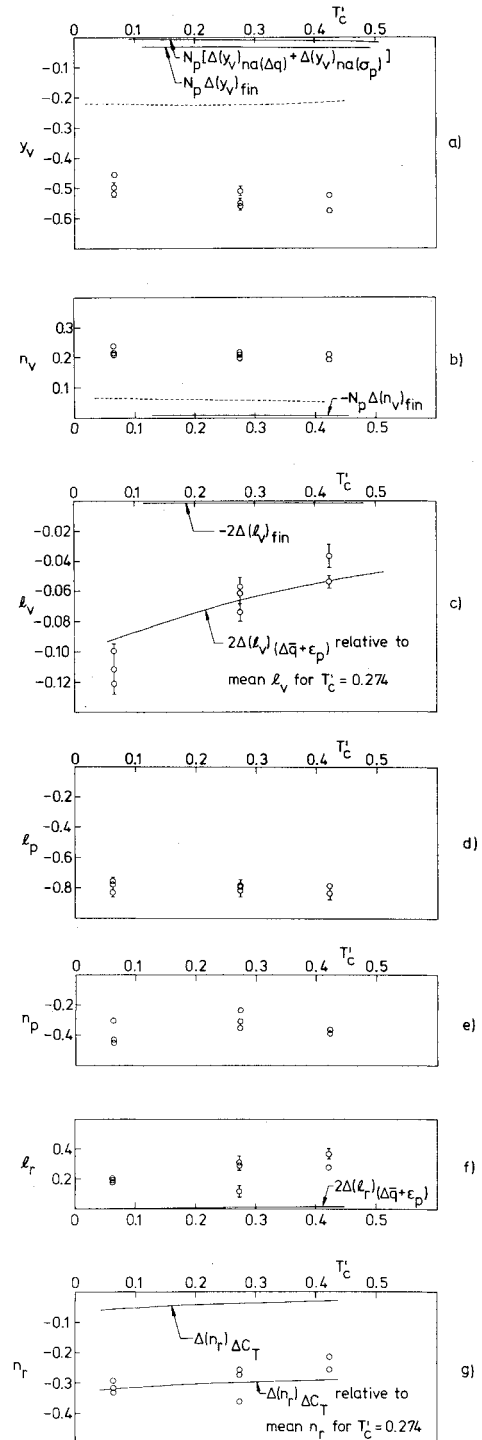 T'c
0 0.1 0.2 0.3 0.4 0.5
Np[Δ(yv)na(Δq) + Δ(yv)na(σp)]
NpΔ(yv)fin
-0.1
-0.2
-0.3
yv
-0.4
-0.5
-0.6
a)
0.3
nv
0.2
0.1
b)
-NpΔ(nv)fin
0 0.1 0.2 0.3 0.4 0.5
T'c
0 0.1 0.2 0.3 0.4 0.5
-0.02
-2Δ(ℓv)fin
-0.04
-0.06
ℓv
c)
-0.08
2Δ(ℓv)(Δq̄+εp) relative to
-0.10
mean ℓv for T'c = 0.274
-0.12
T'c
0 0.1 0.2 0.3 0.4 0.5
-0.2
-0.4
ℓp
-0.6
d)
-0.8
T'c
0 0.1 0.2 0.3 0.4 0.5
-0.2
np
-0.4
e)
0.4
ℓr
0.2
f)
2Δ(ℓr)(Δq̄+εp)
0 0.1 0.2 0.3 0.4 0.5
T'c
0 0.1 0.2 0.3 0.4 0.5
-0.1
Δ(nr)ΔCT
-0.2
nr
g)
-0.3
Δ(nr)ΔCT relative to
-0.4
mean nr for T'c = 0.274